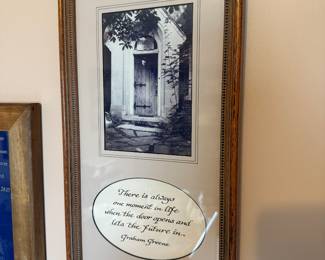 There is always
one moment in life
when the door opens and
lets the future in...
Graham Greene